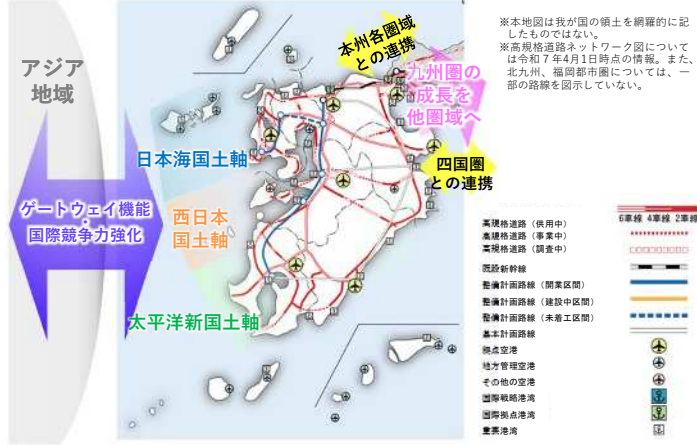 ※本地図は我が国の領土を網羅的に記
したものではない。
※高規格道路ネットワーク図について
は令和７年4月1日時点の情報。また、
北九州、福岡都市圏については、一
部の路線を図示していない。
アジア
地域
本州各圏域
との連携
九州圏の
成長を
他圏域へ
四国圏
との連携
日本海国土軸
西日本
国土軸
太平洋新国土軸
ゲートウェイ機能
・
国際競争力強化
6車線 4車線 2車線
高規格道路（供用中）
高規格道路（事業中）
高規格道路（調査中）
既設新幹線
整備計画路線（開業区間）
整備計画路線（建設中区間）
整備計画路線（未着工区間）
基本計画路線
拠点空港
地方管理空港
その他の空港
国際戦略港湾
国際拠点港湾
重要港湾